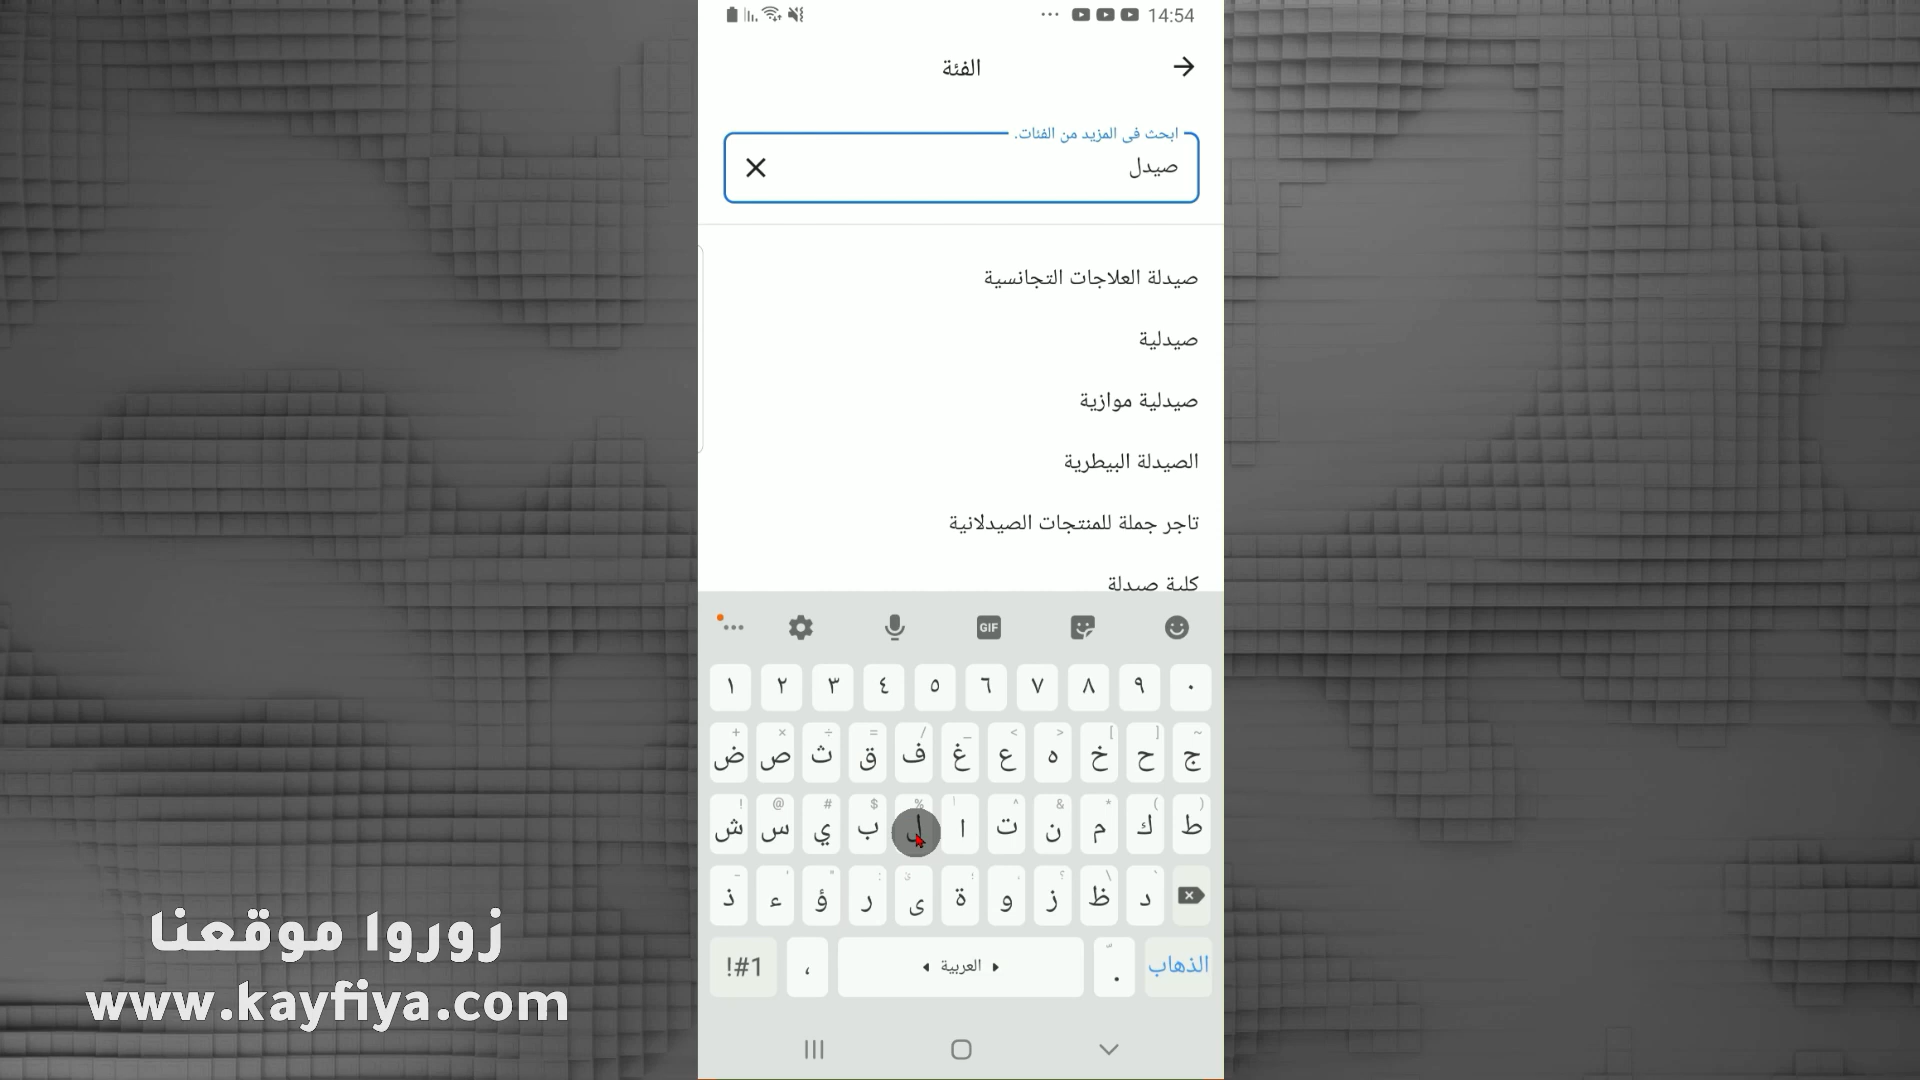 14:54
الفئة
ابحث في المزيد من الفئات.
صيدل
صيدلة العلاجات التجانسية
صيدلية
صيدلية موازية
الصيدلة البيطرية
تاجر جملة للمنتجات الصيدلانية
كلية صيدلة
GIF
١ ٢ ٣ ٤ ٥ ٦ ٧ ٨ ٩ ٠
ض ص ث ق ف غ ع ه خ ح ج
ش س ي ب ل ا ت ن م ك ط
ذ ء ؤ ر ى ة و ز ظ د
!#1 ، العربية . الذهاب
زوروا موقعنا
www.kayfiya.com